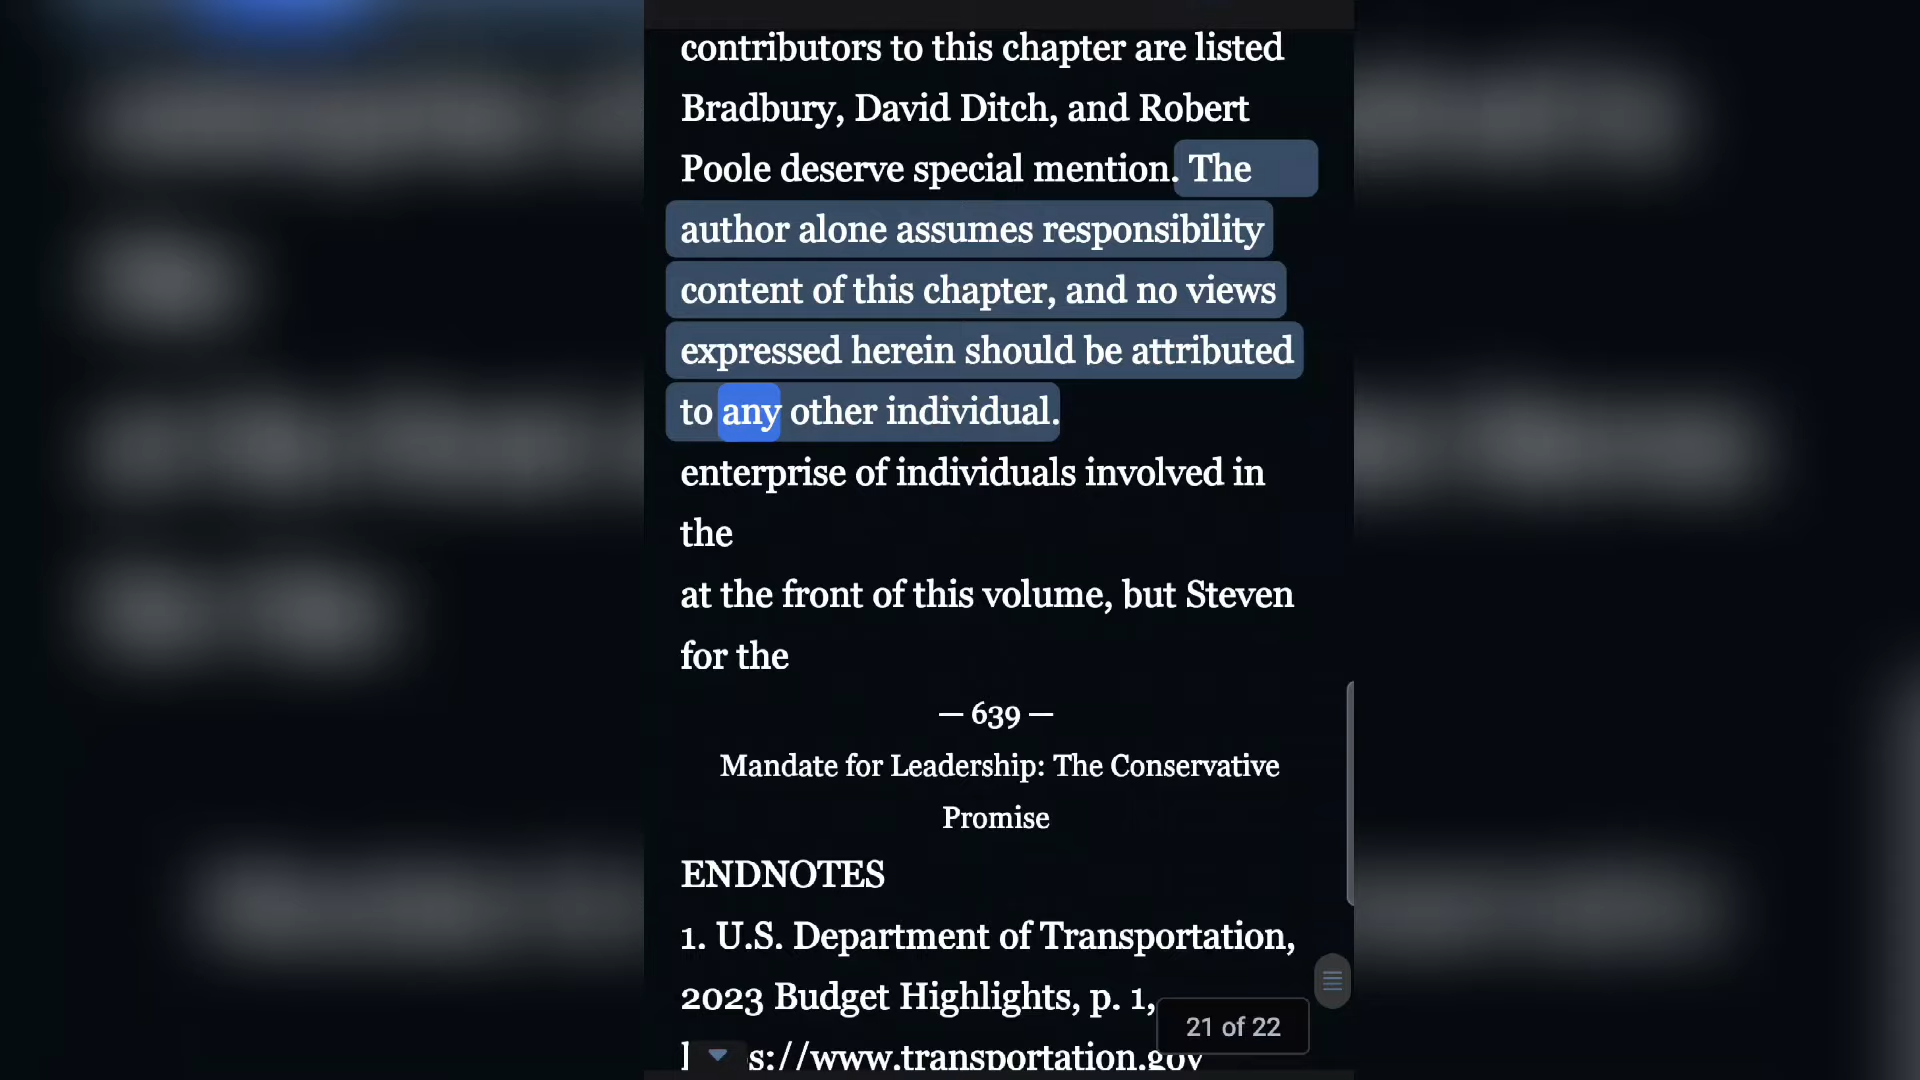 contributors to this chapter are listed
Bradbury, David Ditch, and Robert
Poole deserve special mention. The
author alone assumes responsibility
content of this chapter, and no views
expressed herein should be attributed
to any other individual.
enterprise of individuals involved in
the
at the front of this volume, but Steven
for the
— 639 —
Mandate for Leadership: The Conservative
Promise
ENDNOTES
1. U.S. Department of Transportation,
2023 Budget Highlights, p. 1,
21 of 22
s://www.transportation.gov